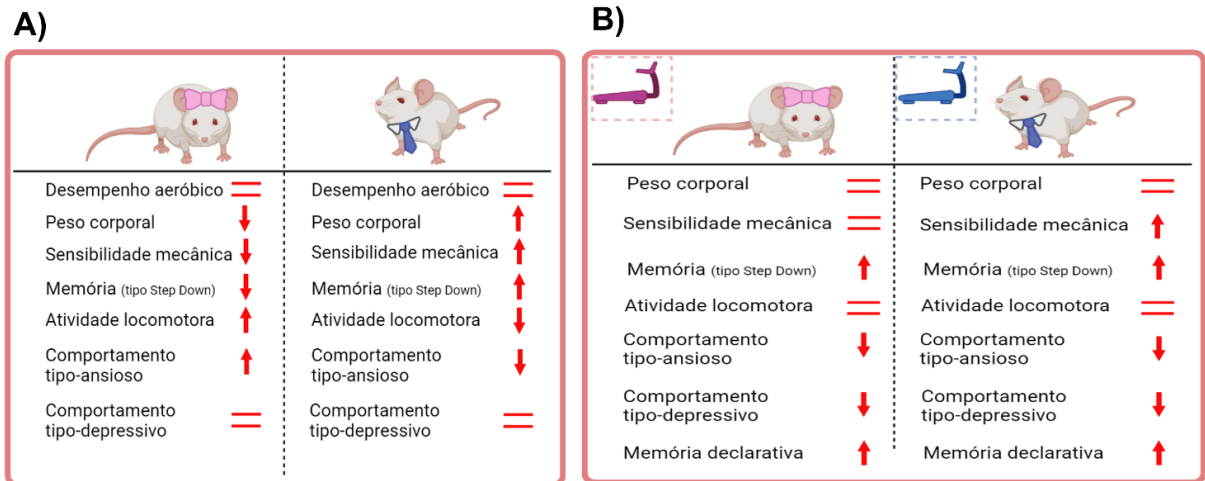 A)
Desempenho aeróbico
Peso corporal
Sensibilidade mecânica
Memória (tipo Step Down)
Atividade locomotora
Comportamento
tipo-ansioso
Comportamento
tipo-depressivo
Desempenho aeróbico
Peso corporal
Sensibilidade mecânica
Memória (tipo Step Down)
Atividade locomotora
Comportamento
tipo-ansioso
Comportamento
tipo-depressivo
B)
Peso corporal
Sensibilidade mecânica
Memória (tipo Step Down)
Atividade locomotora
Comportamento
tipo-ansioso
Comportamento
tipo-depressivo
Memória declarativa
Peso corporal
Sensibilidade mecânica
Memória (tipo Step Down)
Atividade locomotora
Comportamento
tipo-ansioso
Comportamento
tipo-depressivo
Memória declarativa